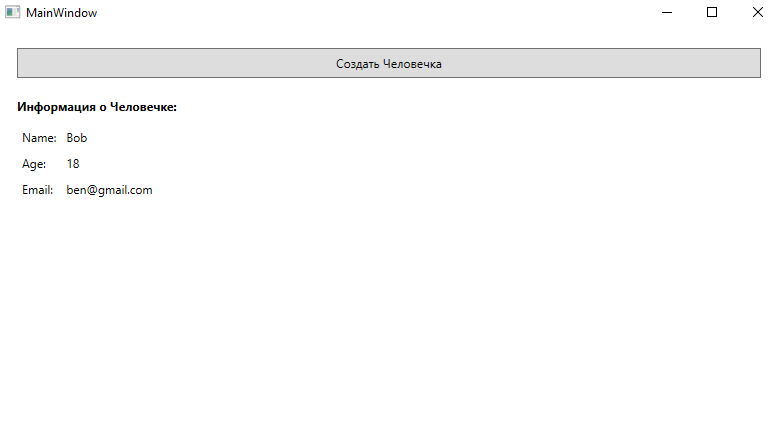 MainWindow
Создать Человечка
Информация о Человечке:
Name: Bob
Age: 18
Email: ben@gmail.com